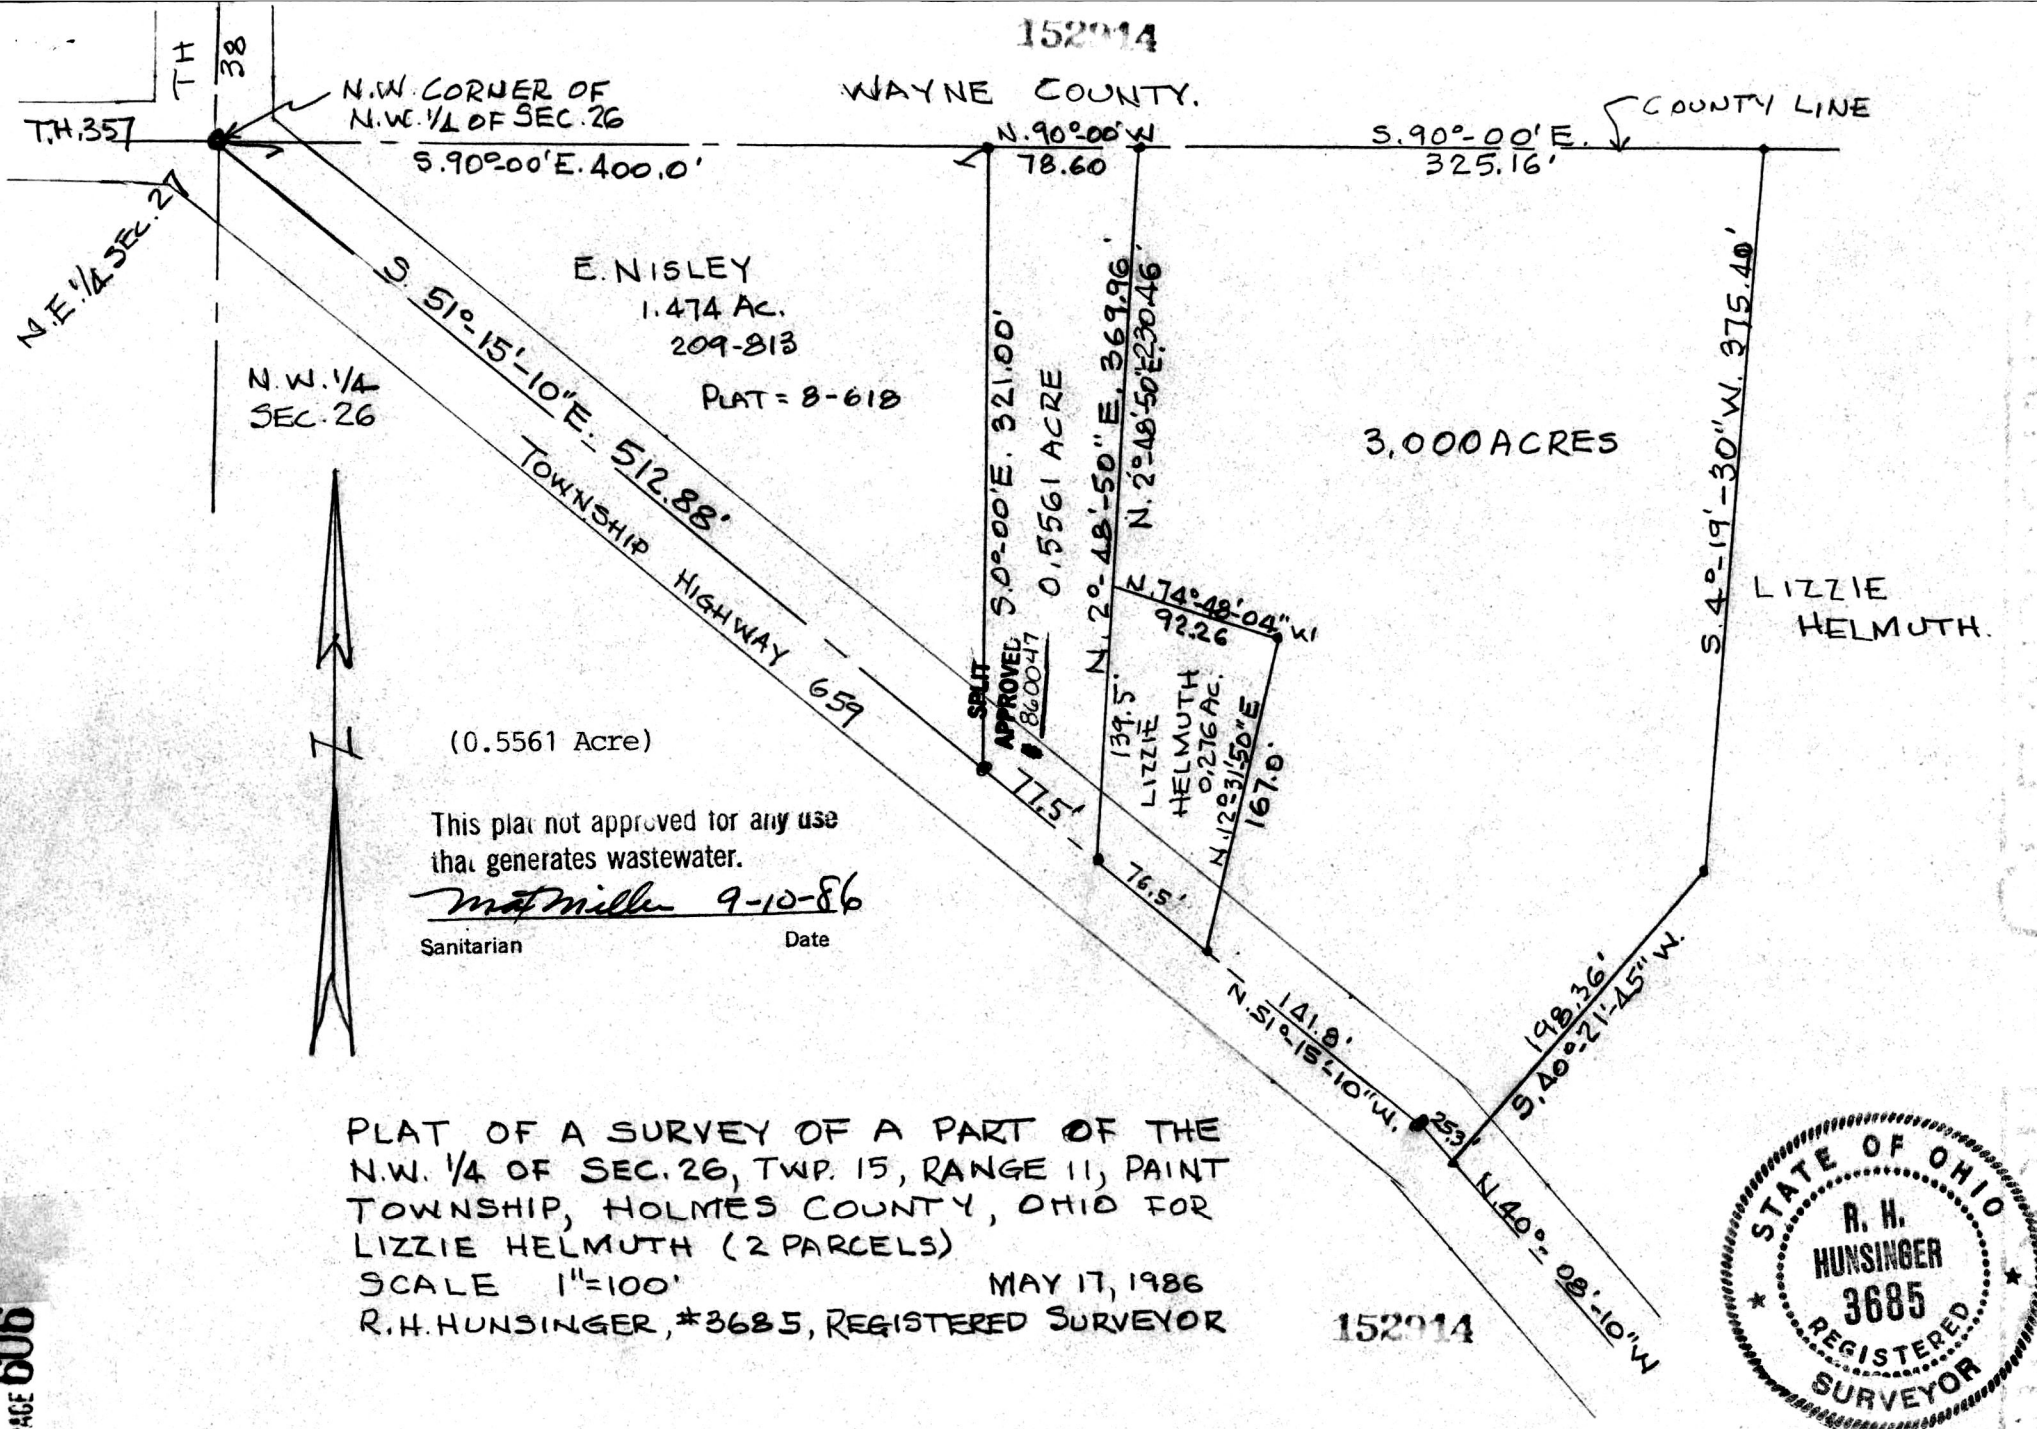 152914
TH
38
N.W. CORNER OF
N.W. 1/4 OF SEC. 26
WAYNE COUNTY.
COUNTY LINE
T.H. 357
S. 90°-00' E. 400.0'
N. 90°-00' W
78.60
S. 90°-00' E.
325.16'
N.E. 1/4 SEC. 27
N.W. 1/4
SEC. 26
E. NISLEY
1.474 AC.
209-813
PLAT = 8-618
S. 51°-15'-10" E. 512.88'
TOWNSHIP HIGHWAY 659
S. 0°-00' E. 321.00'
0.5561 ACRE
N. 2°-48'-50" E. 369.96'
N. 2°-48'-50" E. 230.46'
3.000 ACRES
S. 4°-19'-30" W. 375.40'
LIZZIE
HELMUTH.
N. 74°-48'-04" W
92.26
SPLIT
APPROVED
# 860047
139.5'
LIZZIE
HELMUTH
0.276 AC.
N. 12°-31'-50" E
167.0'
N
77.5'
76.5'
141.8'
N. 51°-15'-10" W.
25.3'
198.36'
S. 40°-21'-45" W.
N. 40°-08'-10" W
(0.5561 Acre)
This plat not approved for any use
that generates wastewater.
9-10-86
Sanitarian Date
PLAT OF A SURVEY OF A PART OF THE
N.W. 1/4 OF SEC. 26, TWP. 15, RANGE 11, PAINT
TOWNSHIP, HOLMES COUNTY, OHIO FOR
LIZZIE HELMUTH (2 PARCELS)
SCALE 1"=100' MAY 17, 1986
R.H. HUNSINGER, #3685, REGISTERED SURVEYOR
152914
STATE OF OHIO
R. H.
HUNSINGER
3685
REGISTERED
SURVEYOR
PAGE 606